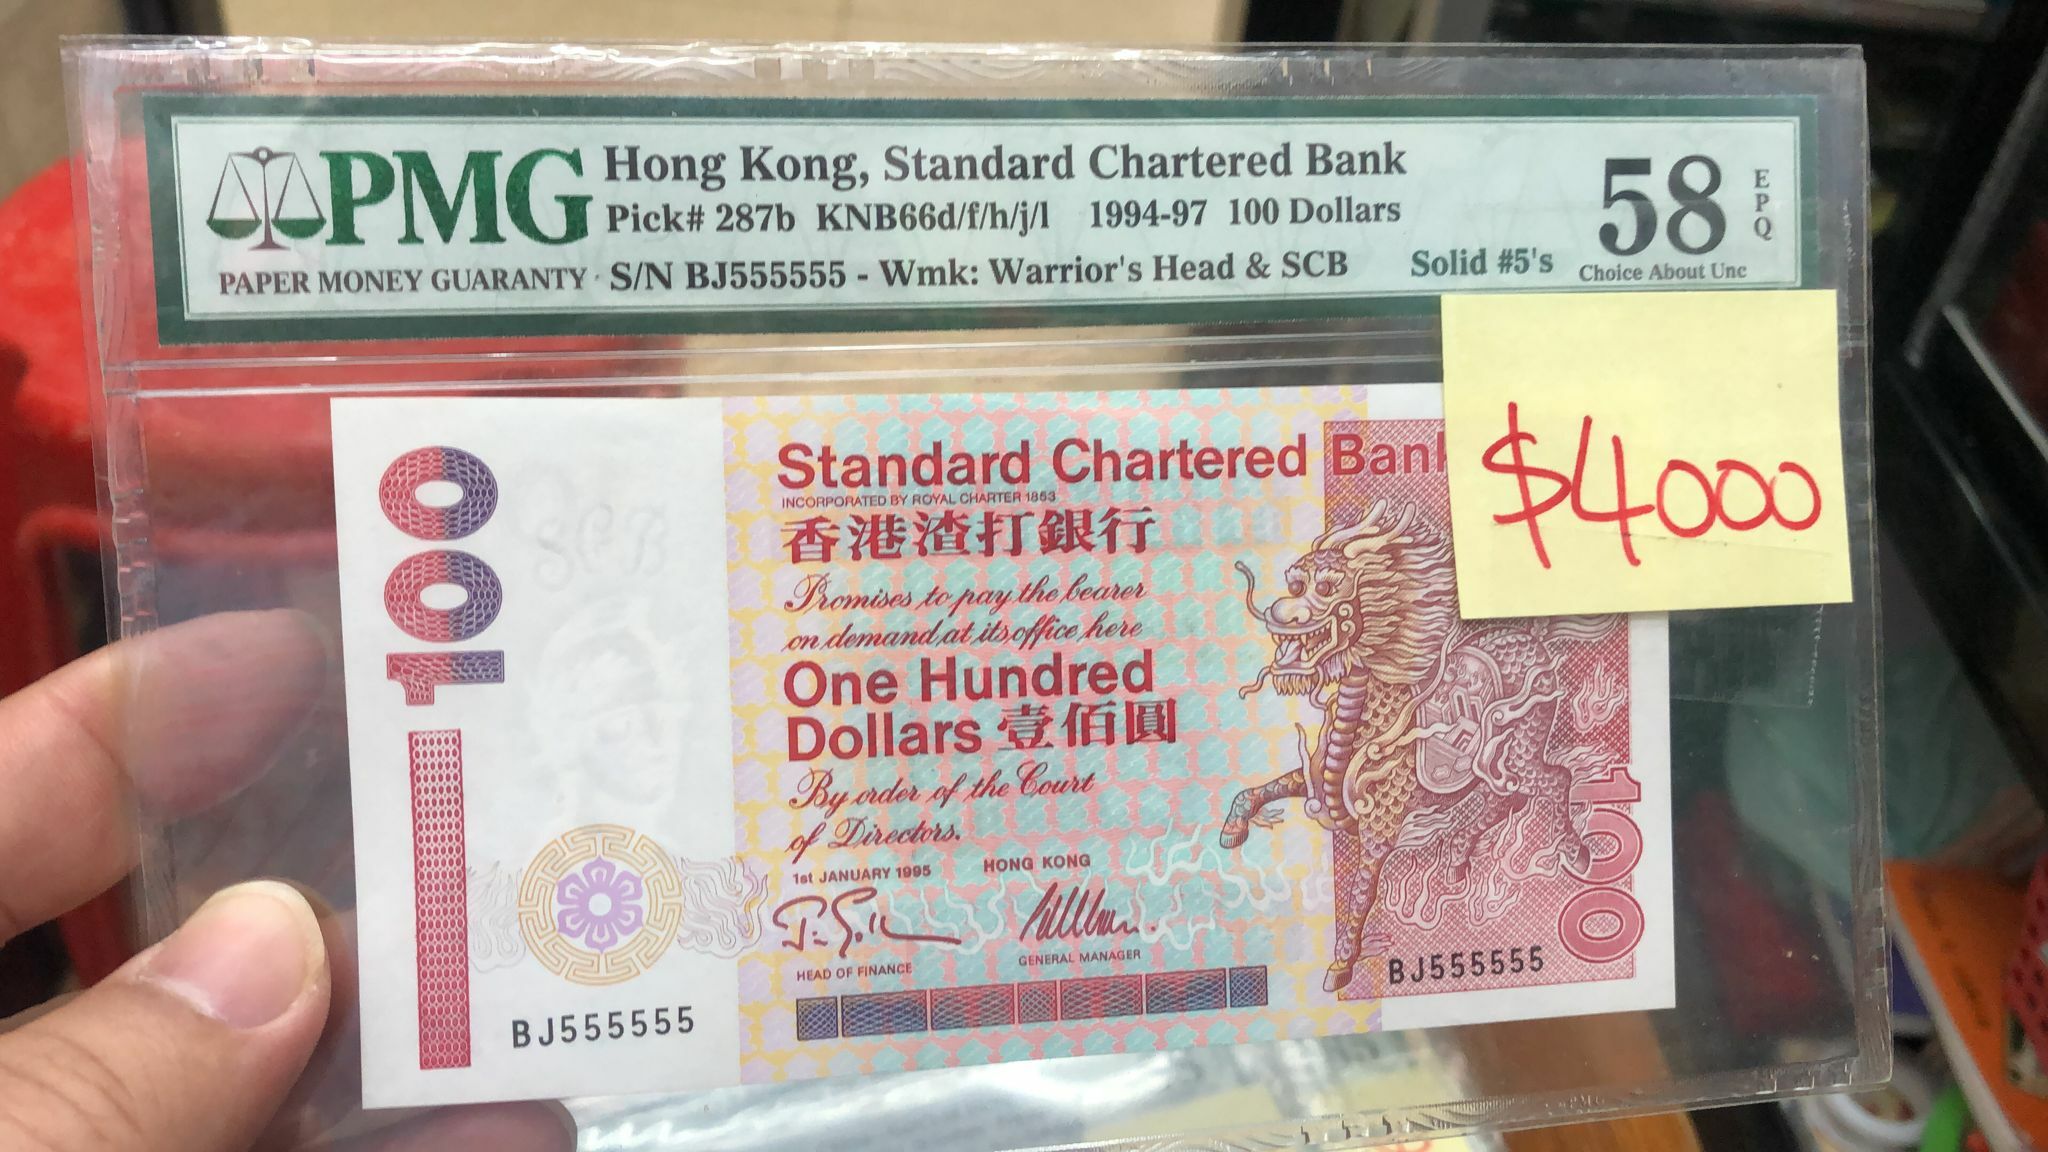 PMG
PAPER MONEY GUARANTY
Hong Kong, Standard Chartered Bank
Pick# 287b KNB66d/f/h/j/l 1994-97 100 Dollars
S/N BJ555555 - Wmk: Warrior's Head & SCB
Solid #5's
58
EPQ
Choice About Unc
$4000
100
SCB
Standard Chartered Ban
INCORPORATED BY ROYAL CHARTER 1853
香港渣打銀行
Promises to pay the bearer
on demand at its office here
One Hundred
Dollars 壹佰圓
By order of the Court
of Directors.
1st JANUARY 1995 HONG KONG
HEAD OF FINANCE
GENERAL MANAGER
BJ555555
BJ555555
100